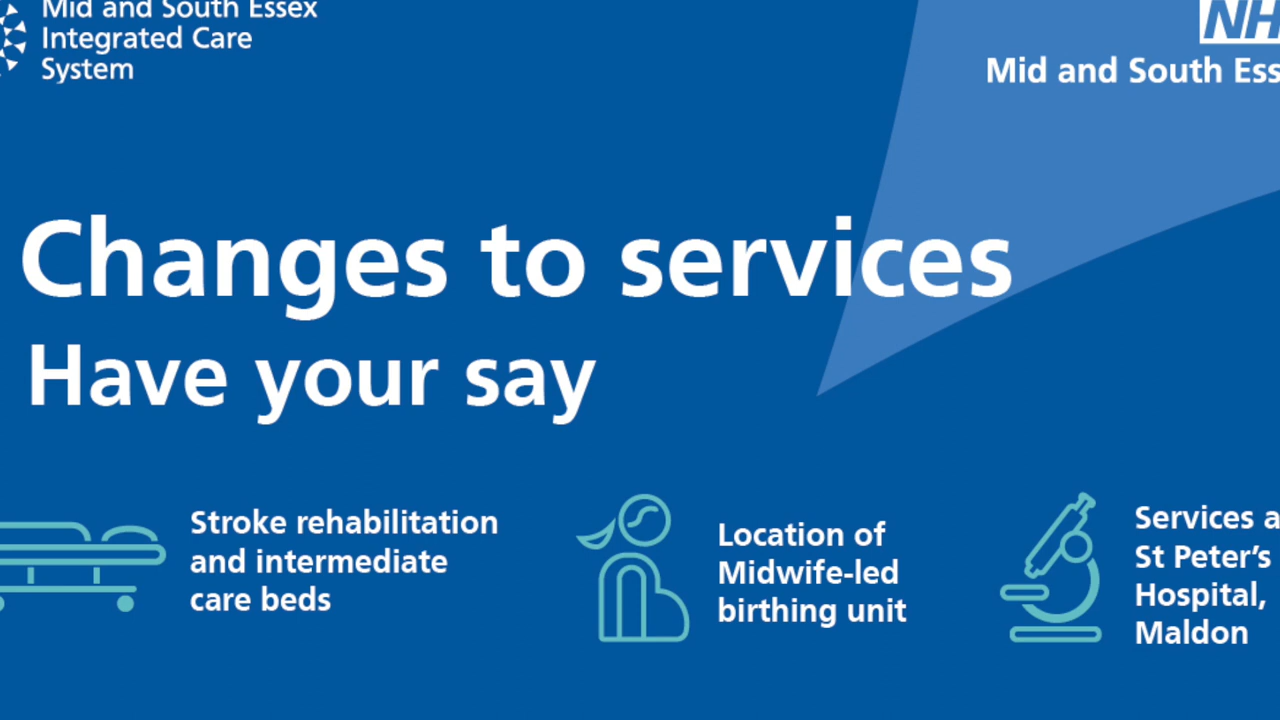 Mid and South Essex
Integrated Care
System
NH
Mid and South Ess
Changes to services
Have your say
Stroke rehabilitation
and intermediate
care beds
Location of
Midwife-led
birthing unit
Services a
St Peter's
Hospital,
Maldon